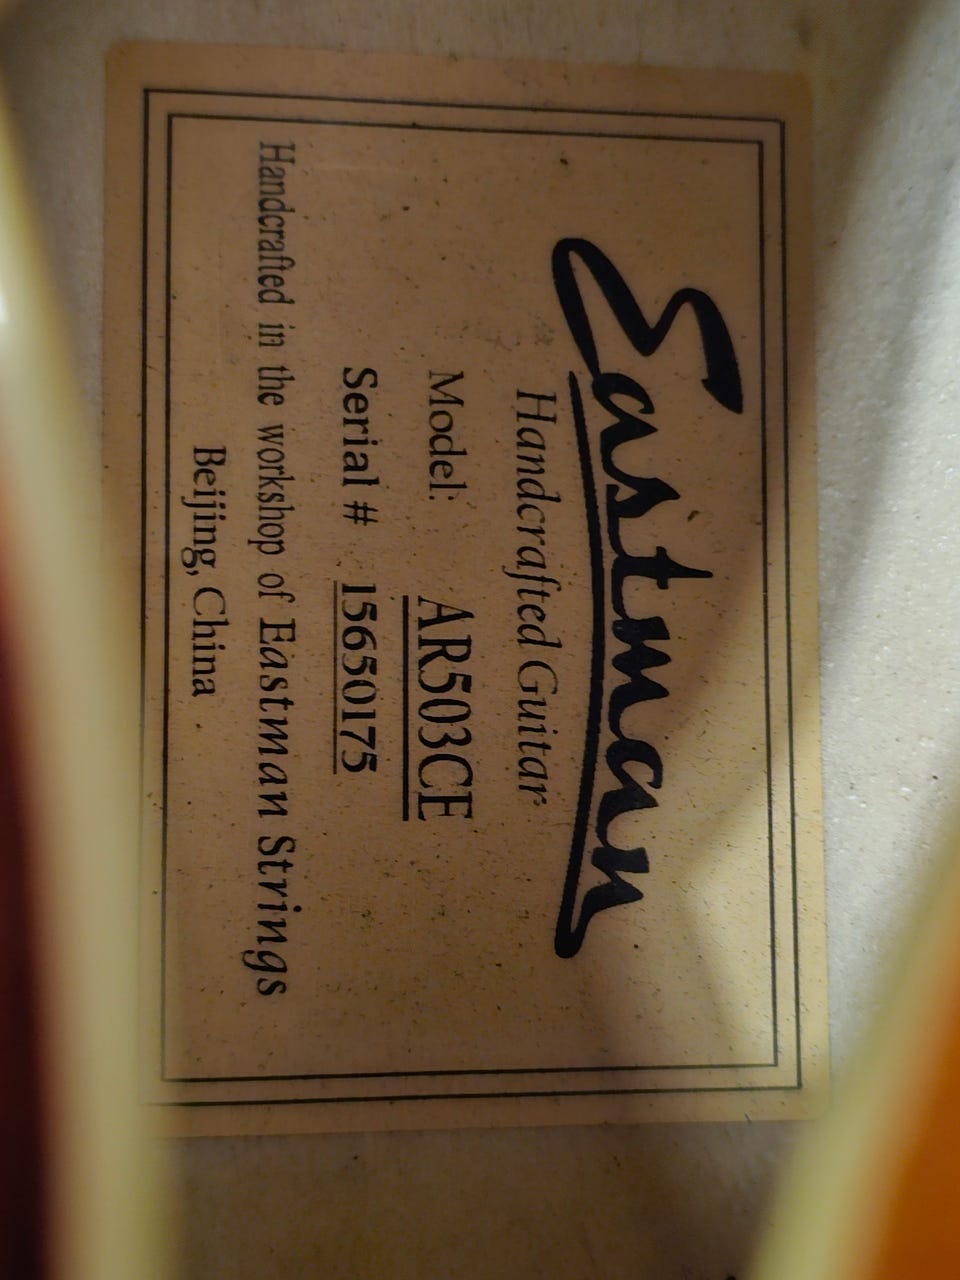 Eastman
Handcrafted Guitar
Model: AR503CE
Serial # 15650175
Handcrafted in the workshop of Eastman Strings
Beijing, China